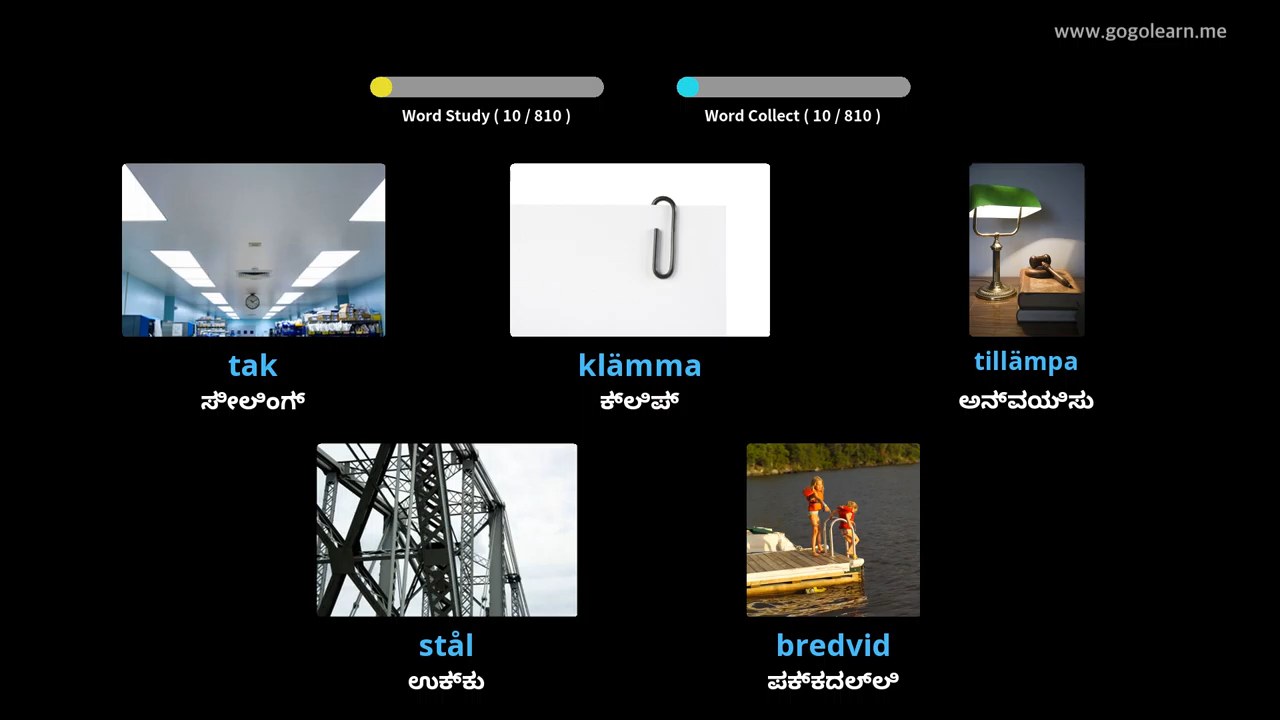 www.gogolearn.me
Word Study ( 10 / 810 )
Word Collect ( 10 / 810 )
tak
ಸೀಲಿಂಗ್
klämma
ಕ್ಲಿಪ್
tillämpa
ಅನ್ವಯಿಸು
stål
ಉಕ್ಕು
bredvid
ಪಕ್ಕದಲ್ಲಿ